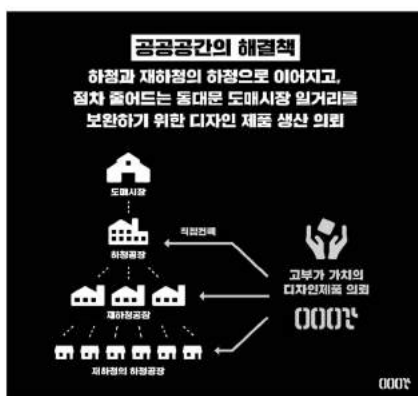 공공공간의 해결책
하청과 재하청의 하청으로 이어지고,
점차 줄어드는 동대문 도매시장 일거리를
보완하기 위한 디자인 제품 생산 의뢰
도매시장
하청공장
직접컨택
재하청공장
고부가 가치의
디자인제품 의뢰
재하청의 하청공장